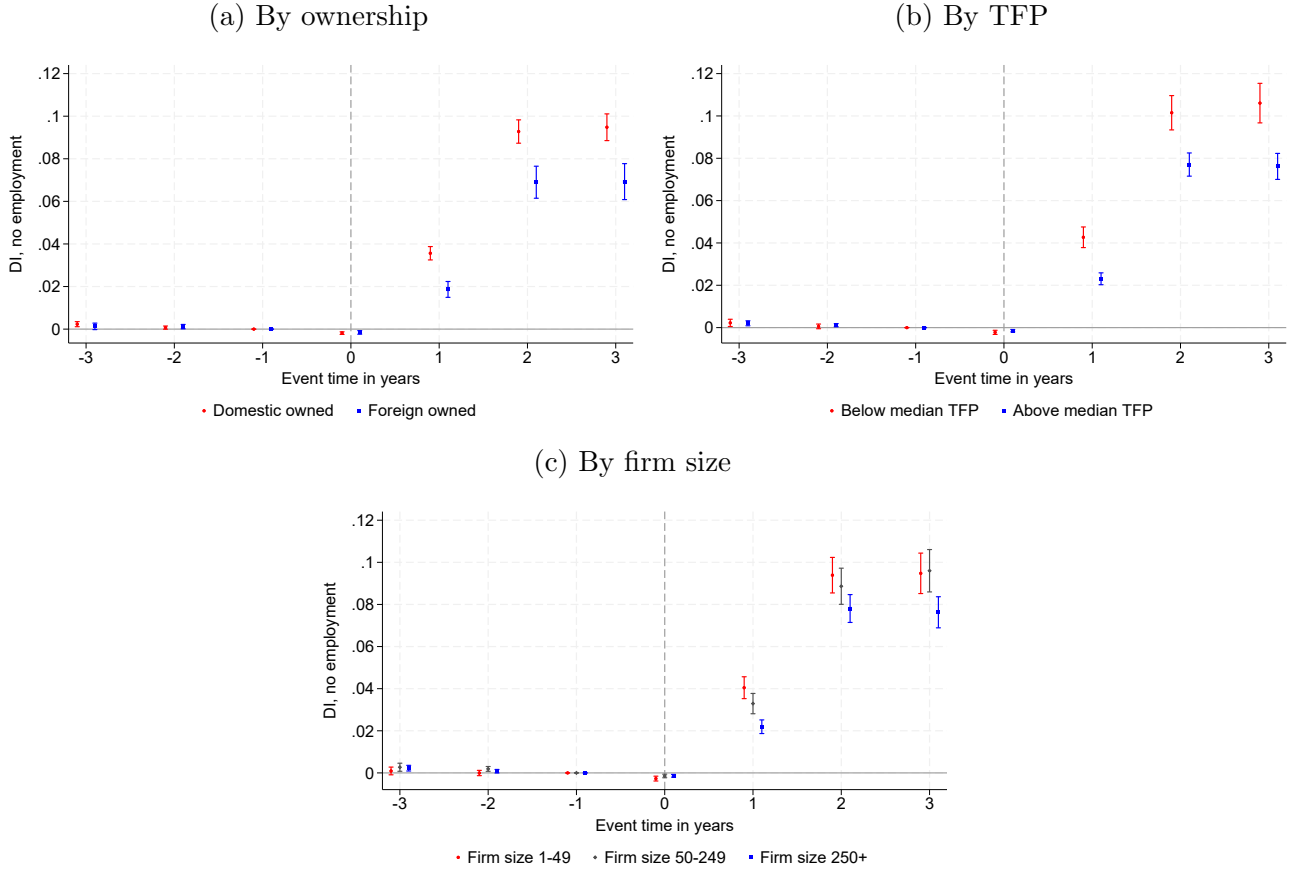 (a) By ownership
.12
.1
.08
.06
.04
.02
0
DI, no employment
-3 -2 -1 0 1 2 3
Event time in years
Domestic owned Foreign owned
(b) By TFP
.12
.1
.08
.06
.04
.02
0
DI, no employment
-3 -2 -1 0 1 2 3
Event time in years
Below median TFP Above median TFP
(c) By firm size
.12
.1
.08
.06
.04
.02
0
DI, no employment
-3 -2 -1 0 1 2 3
Event time in years
Firm size 1-49 Firm size 50-249 Firm size 250+